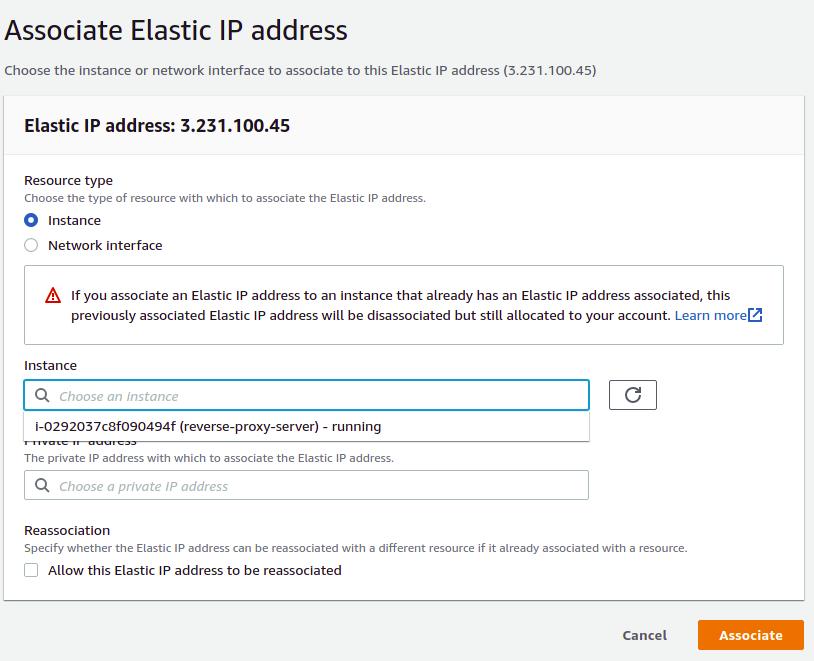 Associate Elastic IP address
Choose the instance or network interface to associate to this Elastic IP address (3.231.100.45)
Elastic IP address: 3.231.100.45
Resource type
Choose the type of resource with which to associate the Elastic IP address.
Instance
Network interface
If you associate an Elastic IP address to an instance that already has an Elastic IP address associated, this
previously associated Elastic IP address will be disassociated but still allocated to your account. Learn more
Instance
Choose an instance
i-0292037c8f090494f (reverse-proxy-server) - running
Private IP address
The private IP address with which to associate the Elastic IP address.
Choose a private IP address
Reassociation
Specify whether the Elastic IP address can be reassociated with a different resource if it already associated with a resource.
Allow this Elastic IP address to be reassociated
Cancel
Associate